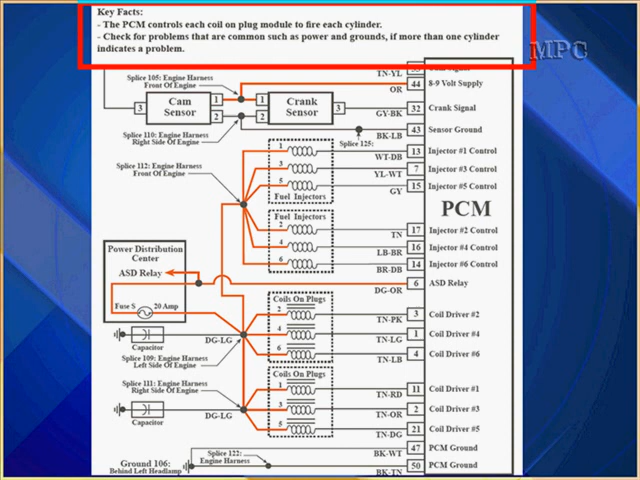 Key Facts:
- The PCM controls each coil on plug module to fire each cylinder.
- Check for problems that are common such as power and grounds, if more than one cylinder
indicates a problem.
MPC
Splice 105: Engine Harness
Front Of Engine
TN-YL
OR
44
8-9 Volt Supply
3
Cam
Sensor
1
2
1
2
Crank
Sensor
3
GY-BK
32
Crank Signal
BK-LB
43
Sensor Ground
Splice 110: Engine Harness
Right Side Of Engine
Splice 125:
1
WT-DB
13
Injector #1 Control
Splice 112: Engine Harness
Front Of Engine
3
YL-WT
7
Injector #3 Control
5
GY
15
Injector #5 Control
Fuel Injectors
PCM
Fuel Injectors
2
TN
17
Injector #2 Control
4
LB-BR
16
Injector #4 Control
6
BR-DB
14
Injector #6 Control
Power Distribution
Center
ASD Relay
DG-OR
6
ASD Relay
Fuse S
20 Amp
Coils On Plugs
2
TN-PK
3
Coil Driver #2
4
TN-LG
1
Coil Driver #4
6
TN-LB
4
Coil Driver #6
Capacitor
DG-LG
Splice 109: Engine Harness
Left Side Of Engine
Splice 111: Engine Harness
Right Side Of Engine
Coils On Plugs
1
TN-RD
11
Coil Driver #1
3
TN-OR
2
Coil Driver #3
5
TN-DG
21
Coil Driver #5
Capacitor
DG-LG
Splice 122:
Engine Harness
BK-WT
47
PCM Ground
Ground 106:
Behind Left Headlamp
BK-TN
50
PCM Ground